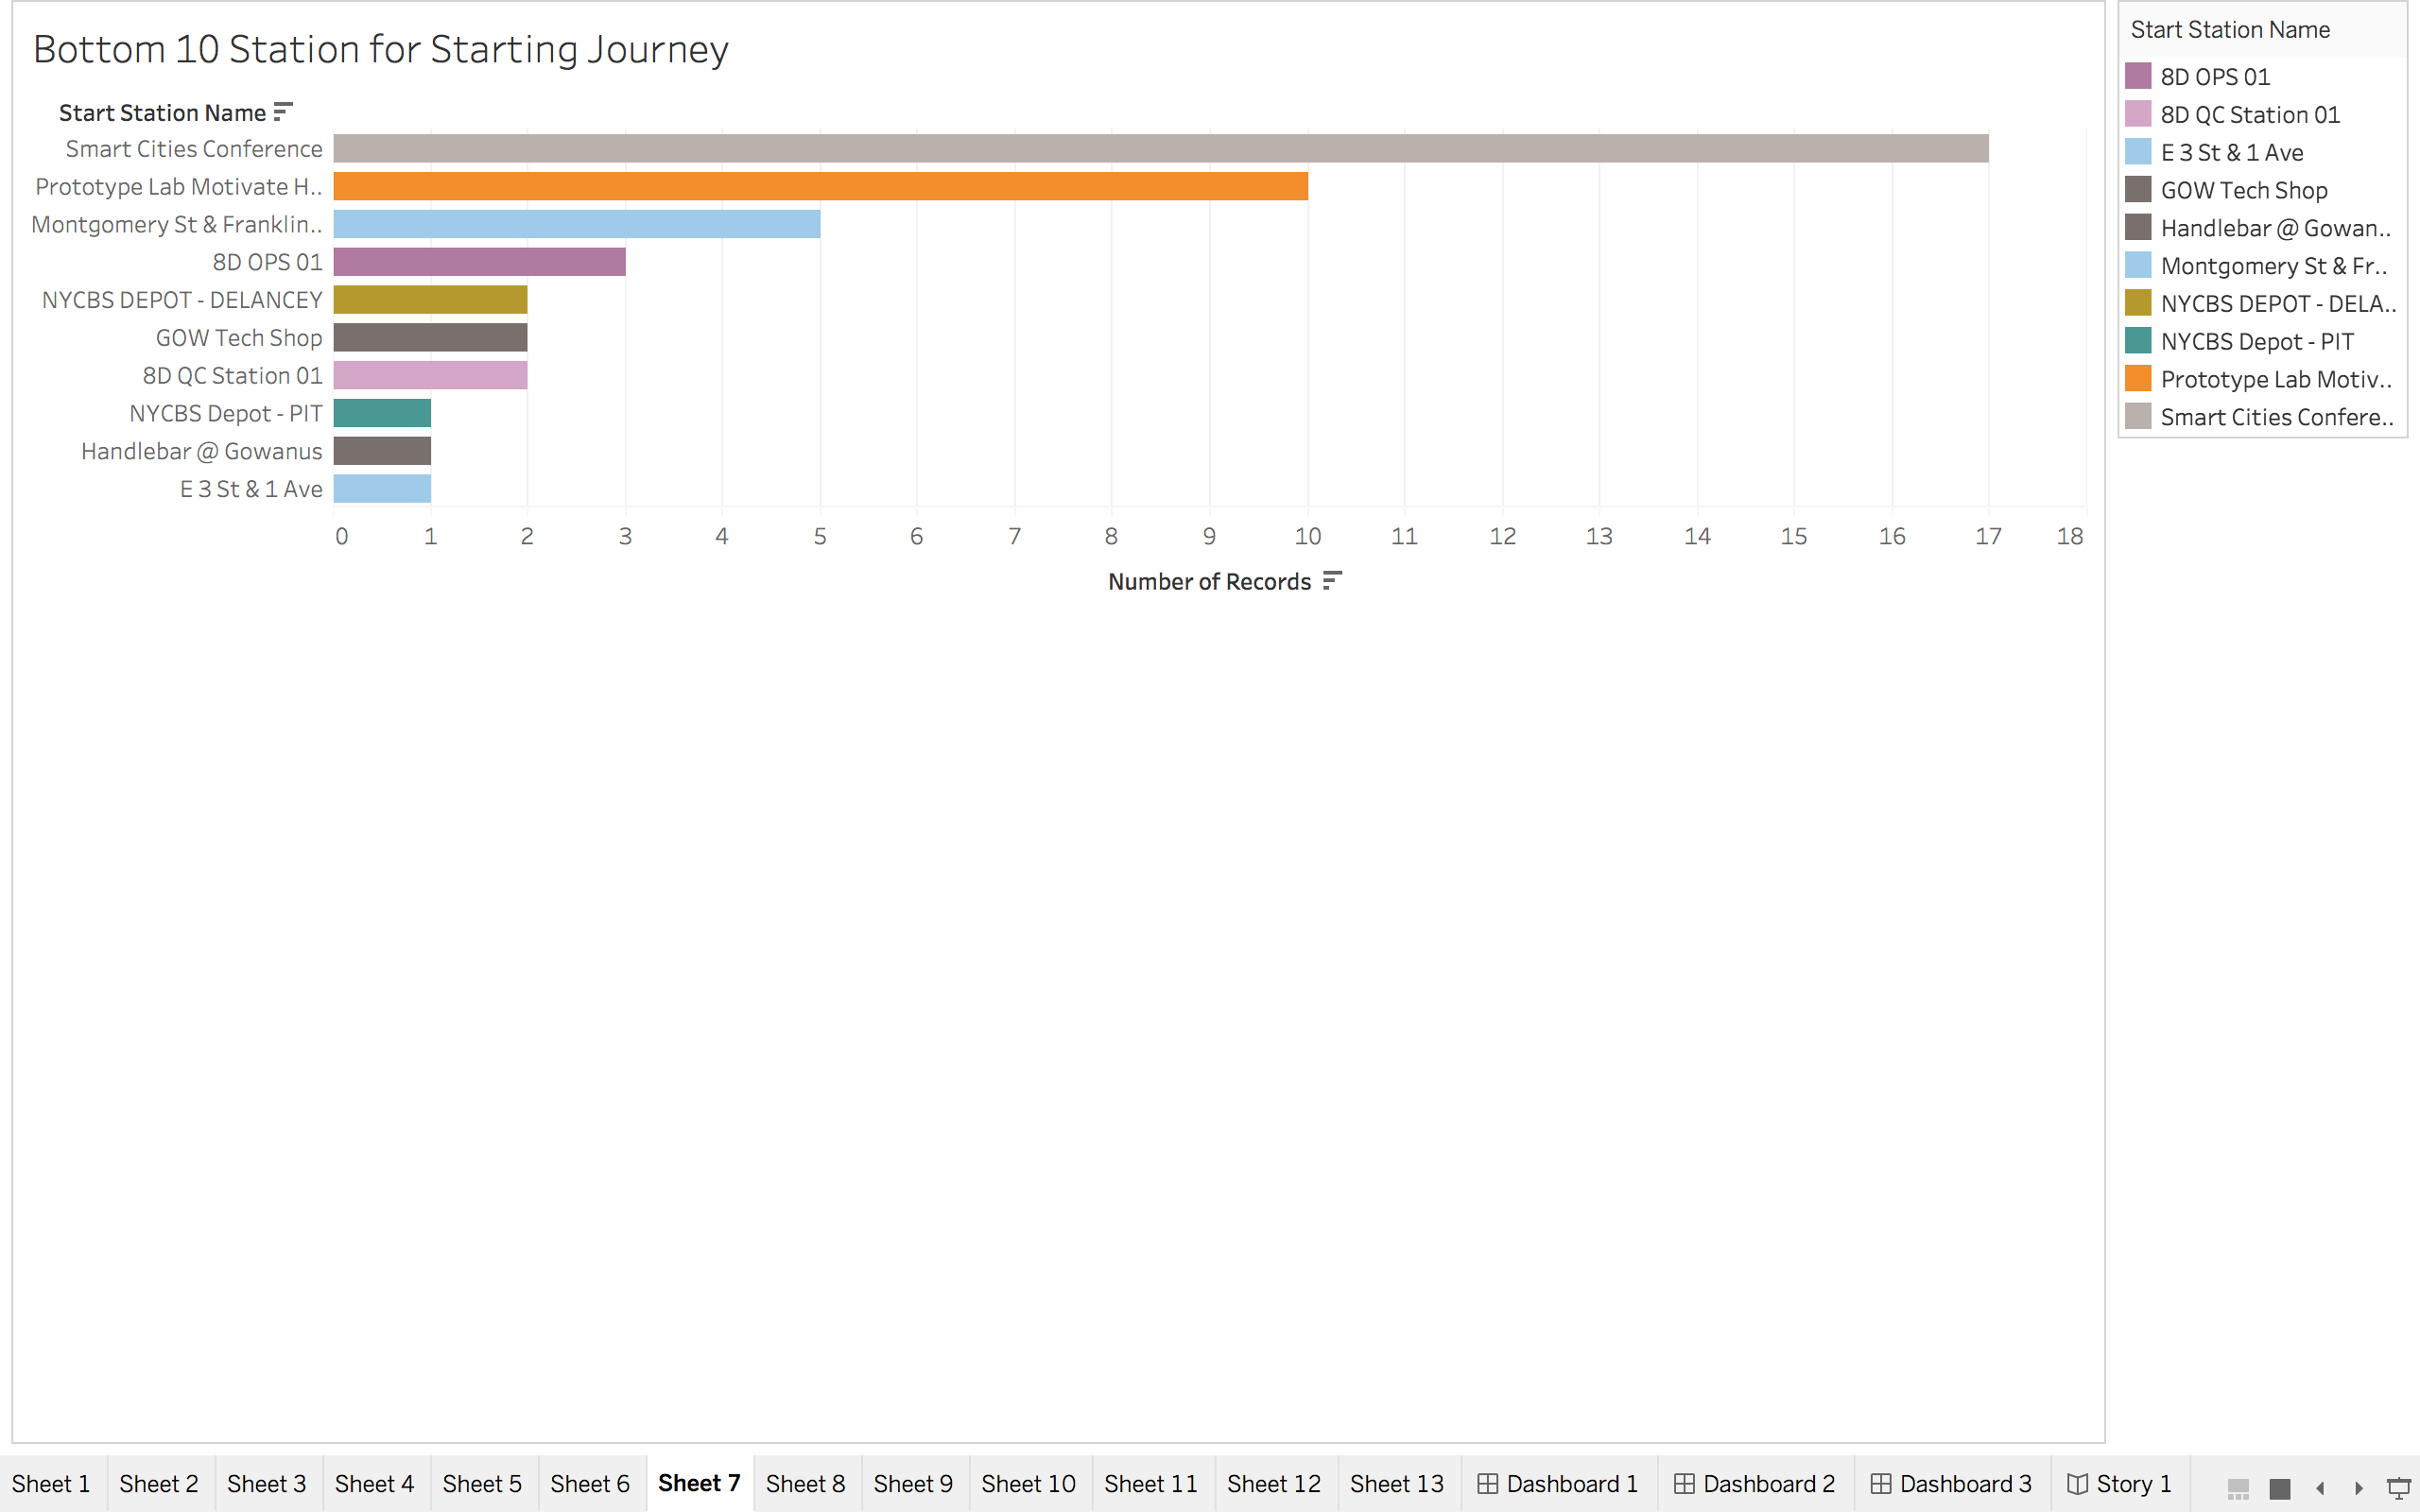 Bottom 10 Station for Starting Journey
Start Station Name
Smart Cities Conference
Prototype Lab Motivate H..
Montgomery St & Franklin..
8D OPS 01
NYCBS DEPOT - DELANCEY
GOW Tech Shop
8D QC Station 01
NYCBS Depot - PIT
Handlebar @ Gowanus
E 3 St & 1 Ave
0 1 2 3 4 5 6 7 8 9 10 11 12 13 14 15 16 17 18
Number of Records
Start Station Name
8D OPS 01
8D QC Station 01
E 3 St & 1 Ave
GOW Tech Shop
Handlebar @ Gowan..
Montgomery St & Fr..
NYCBS DEPOT - DELA..
NYCBS Depot - PIT
Prototype Lab Motiv..
Smart Cities Confere..
Sheet 1 Sheet 2 Sheet 3 Sheet 4 Sheet 5 Sheet 6 Sheet 7 Sheet 8 Sheet 9 Sheet 10 Sheet 11 Sheet 12 Sheet 13 Dashboard 1 Dashboard 2 Dashboard 3 Story 1